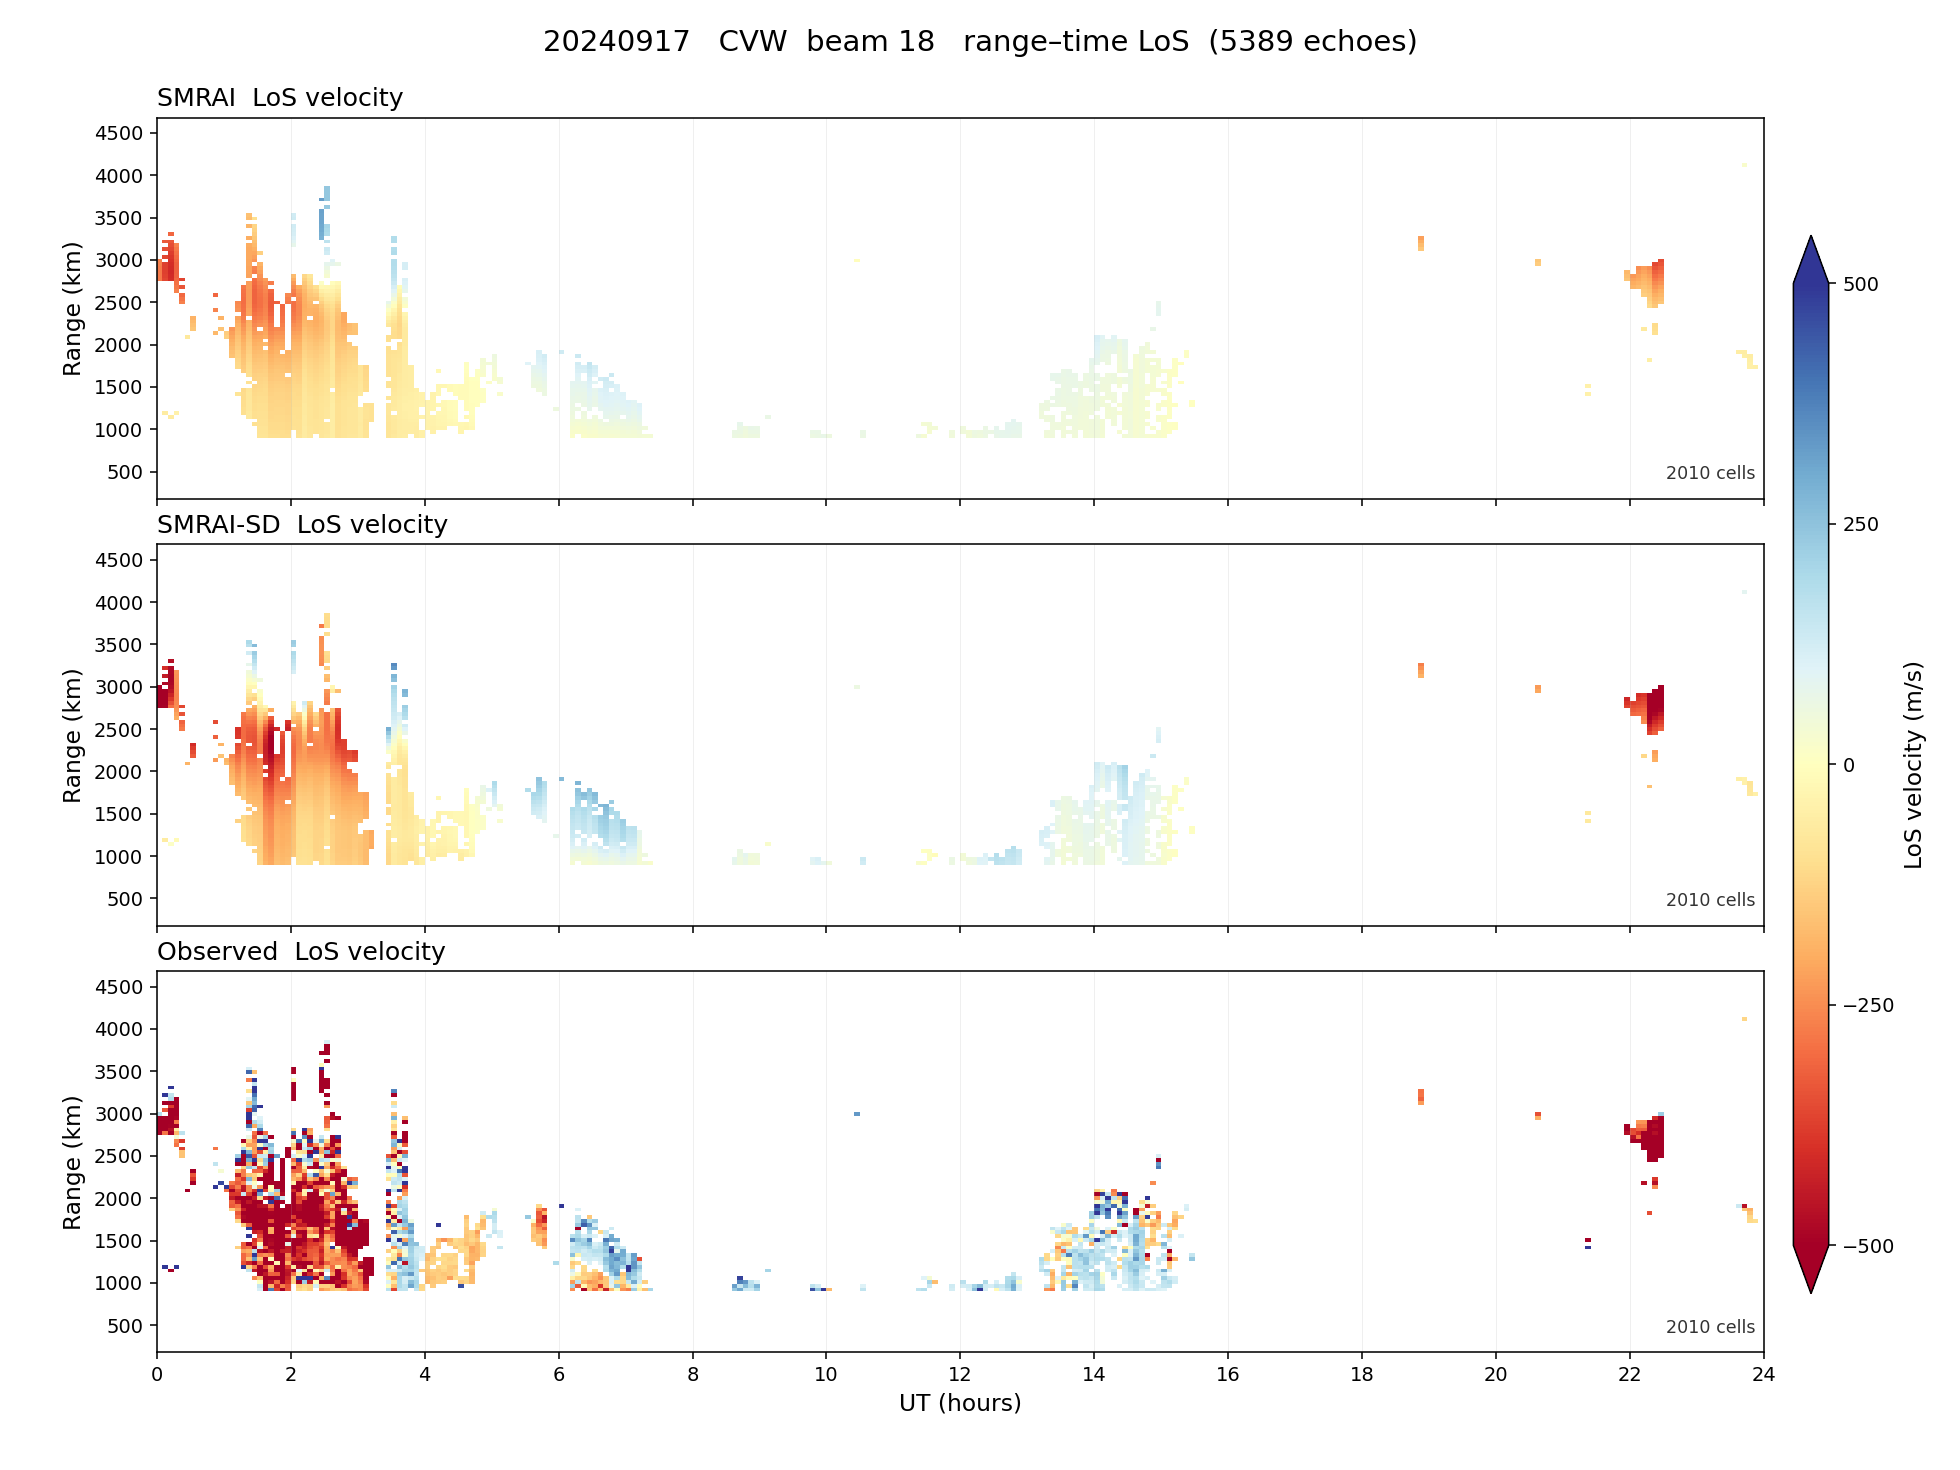 20240917   CVW  beam 18   range–time LoS  (5389 echoes)
SMRAI  LoS velocity
4500
4000
3500
3000
2500
2000
1500
1000
500
Range (km)
2010 cells
SMRAI-SD  LoS velocity
4500
4000
3500
3000
2500
2000
1500
1000
500
Range (km)
2010 cells
Observed  LoS velocity
4500
4000
3500
3000
2500
2000
1500
1000
500
Range (km)
2010 cells
0 2 4 6 8 10 12 14 16 18 20 22 24
UT (hours)
500
250
0
−250
−500
LoS velocity (m/s)